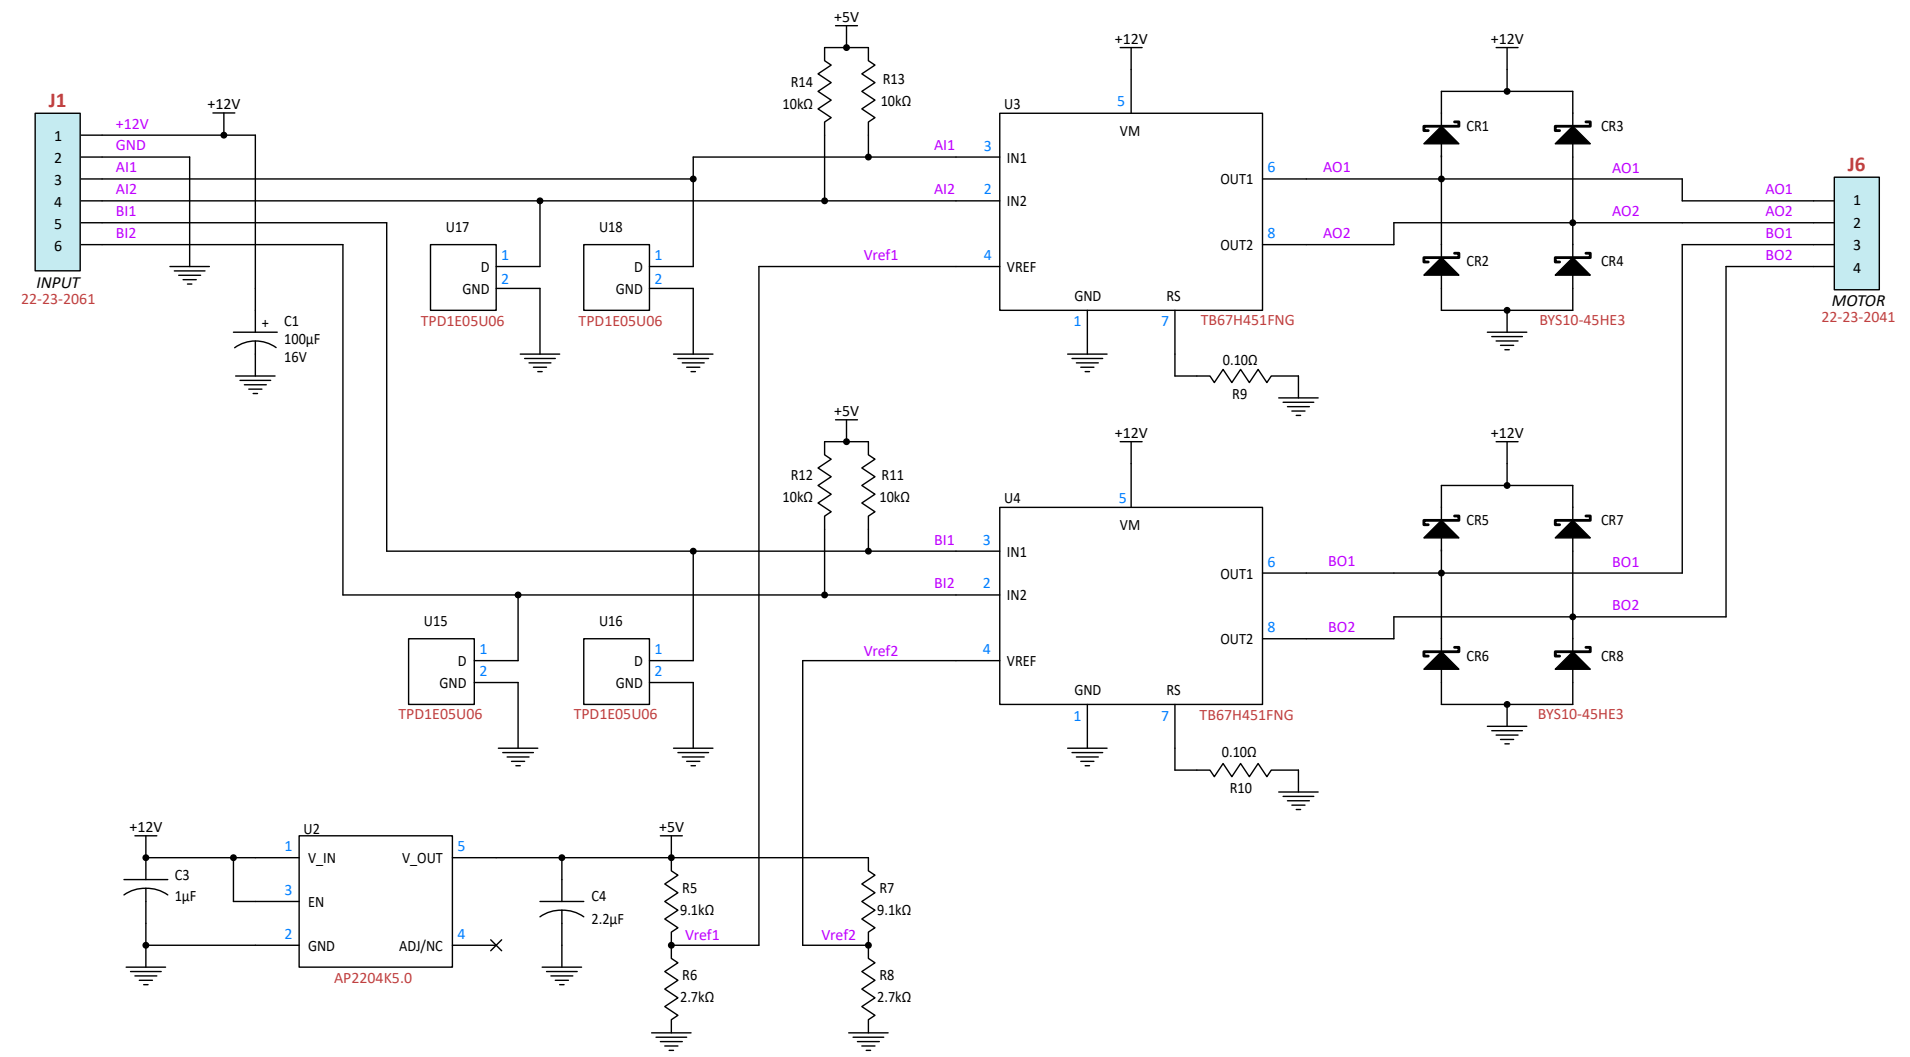 J1
1
2
3
4
5
6
INPUT
22-23-2061
+12V
GND
AI1
AI2
BI1
BI2
+12V
+
C1
100µF
16V
U17
D
GND
1
2
TPD1E05U06
U18
D
GND
1
2
TPD1E05U06
+5V
R14
10kΩ
R13
10kΩ
AI1
AI2
Vref1
+12V
U3
5
VM
3
IN1
2
IN2
4
VREF
OUT1
6
OUT2
8
GND
RS
1
7
TB67H451FNG
0.10Ω
R9
AO1
AO2
+12V
CR1
CR3
CR2
CR4
BYS10-45HE3
AO1
AO2
J6
AO1
AO2
BO1
BO2
1
2
3
4
MOTOR
22-23-2041
+5V
R12
10kΩ
R11
10kΩ
BI1
BI2
Vref2
U15
D
GND
1
2
TPD1E05U06
U16
D
GND
1
2
TPD1E05U06
+12V
U4
5
VM
3
IN1
2
IN2
4
VREF
OUT1
6
OUT2
8
GND
RS
1
7
TB67H451FNG
0.10Ω
R10
BO1
BO2
+12V
CR5
CR7
CR6
CR8
BYS10-45HE3
BO1
BO2
+12V
C3
1µF
U2
1
V_IN
3
EN
2
GND
V_OUT
5
ADJ/NC
4
AP2204K5.0
C4
2.2µF
+5V
R5
9.1kΩ
Vref1
R6
2.7kΩ
R7
9.1kΩ
Vref2
R8
2.7kΩ